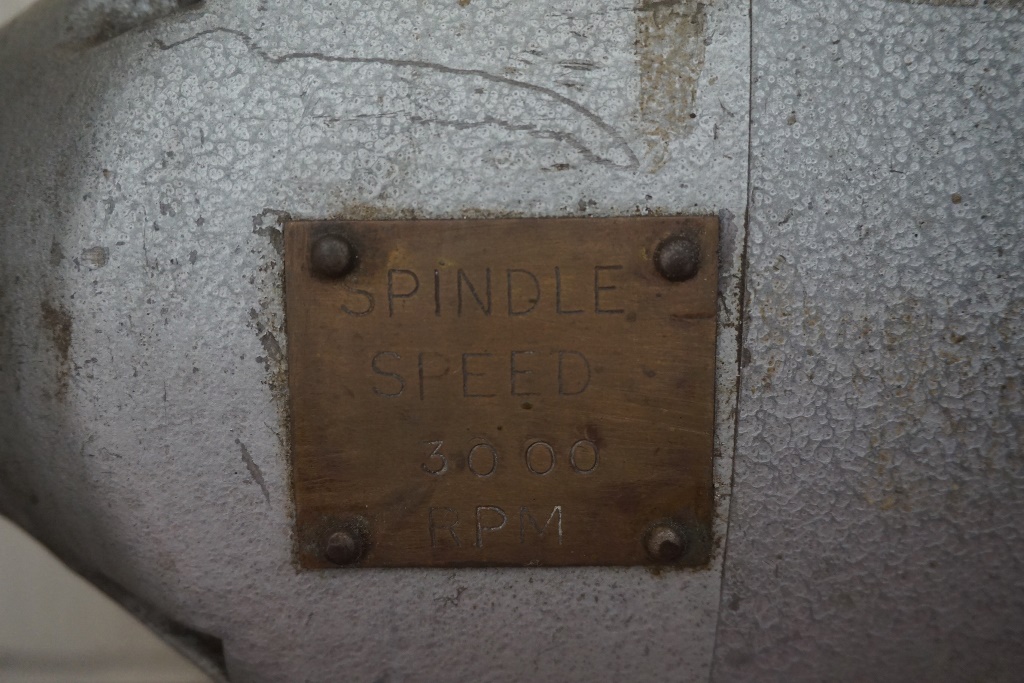 SPINDLE
SPEED
3000
RPM